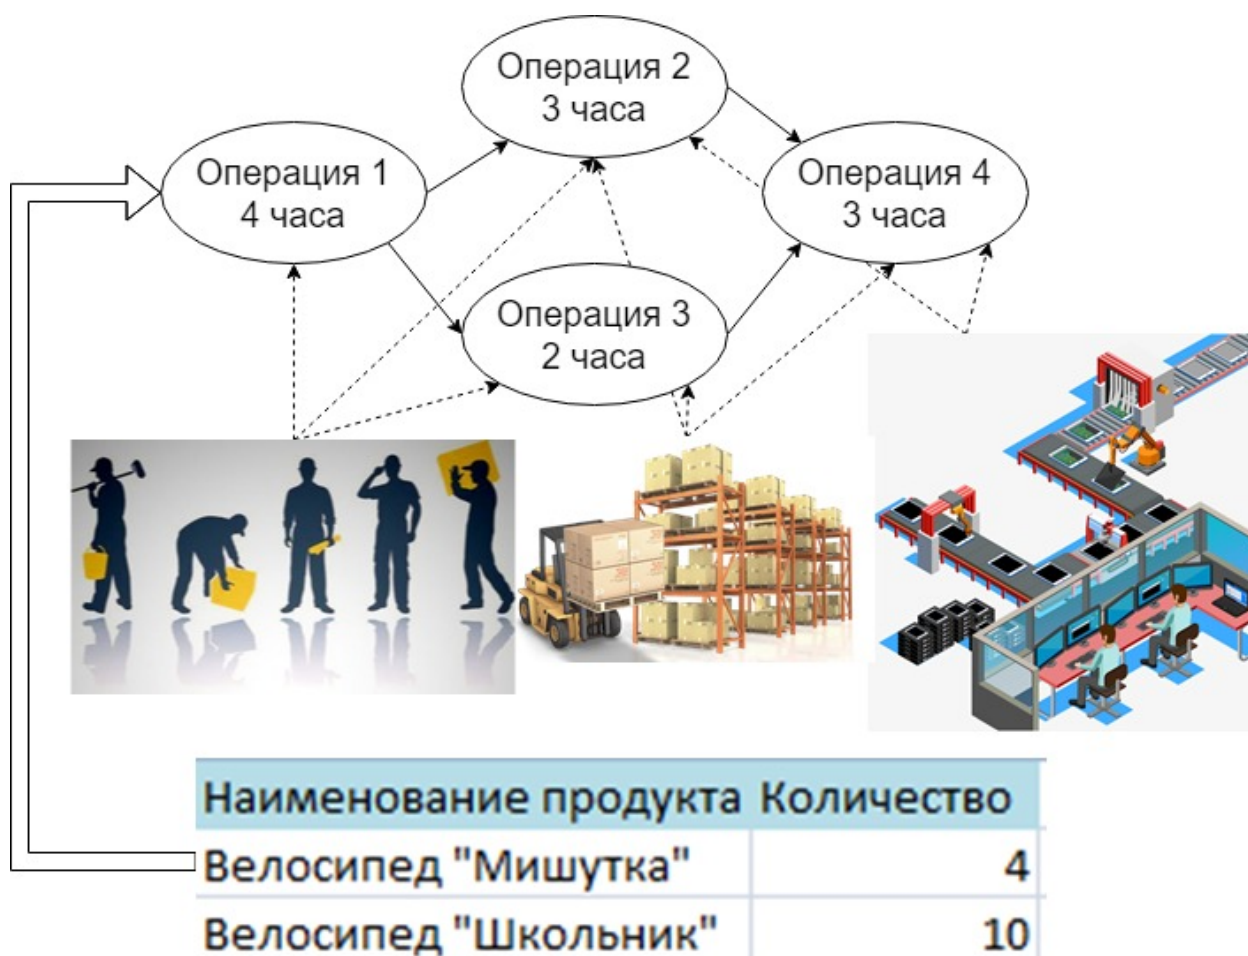 Операция 2
3 часа
Операция 1
4 часа
Операция 4
3 часа
Операция 3
2 часа
Наименование продукта Количество
Велосипед "Мишутка" 4
Велосипед "Школьник" 10